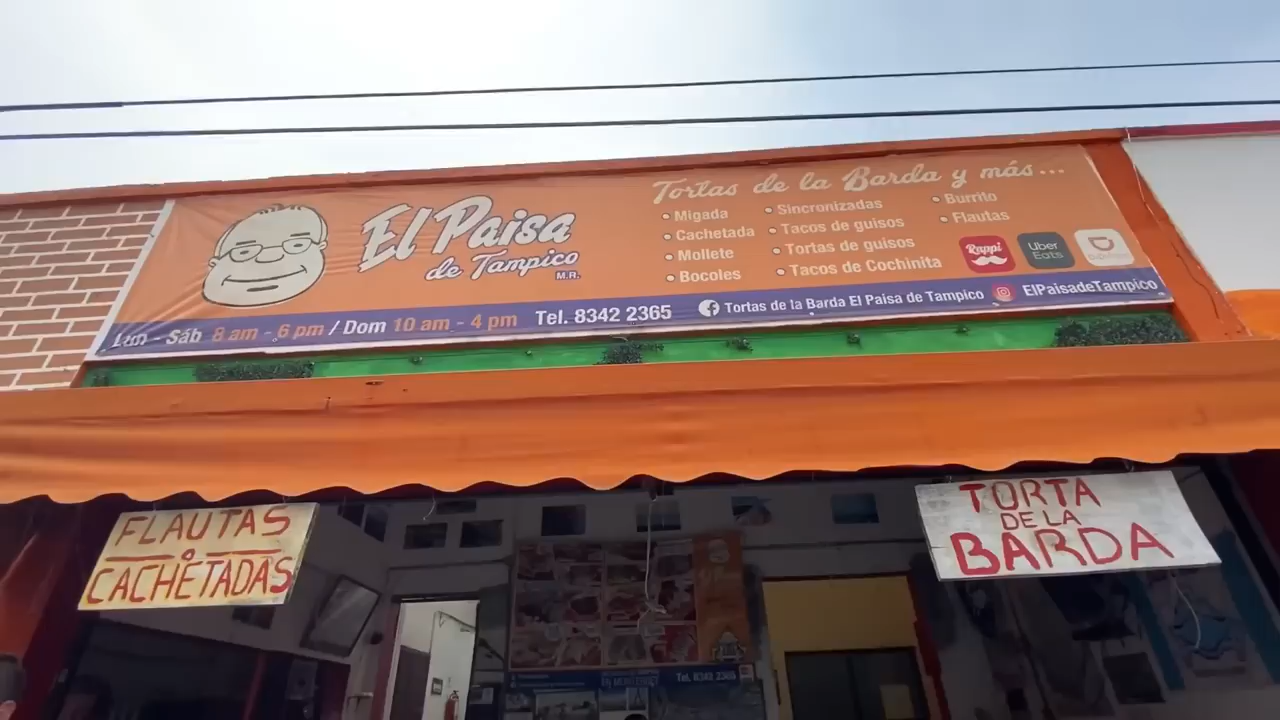 El Paisa
de Tampico
M.R.
Tortas de la Barda y más...
• Migada
• Cachetada
• Mollete
• Bocoles
• Sincronizadas
• Tacos de guisos
• Tortas de guisos
• Tacos de Cochinita
• Burrito
• Flautas
Rappi
Uber
Eats
Lun - Sáb 8 am - 6 pm / Dom 10 am - 4 pm Tel. 8342 2365 Tortas de la Barda El Paisa de Tampico ElPaisadeTampico
FLAUTAS
CACHETADAS
TORTA
DE LA
BARDA
Tel. 8342 2365